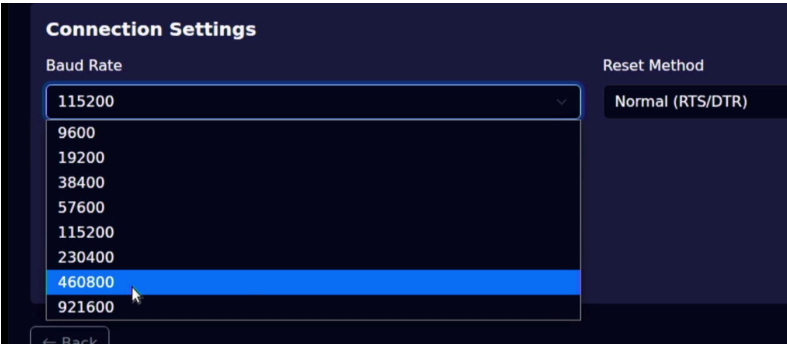 Connection Settings
Baud Rate
Reset Method
115200
Normal (RTS/DTR)
9600
19200
38400
57600
115200
230400
460800
921600
← Back